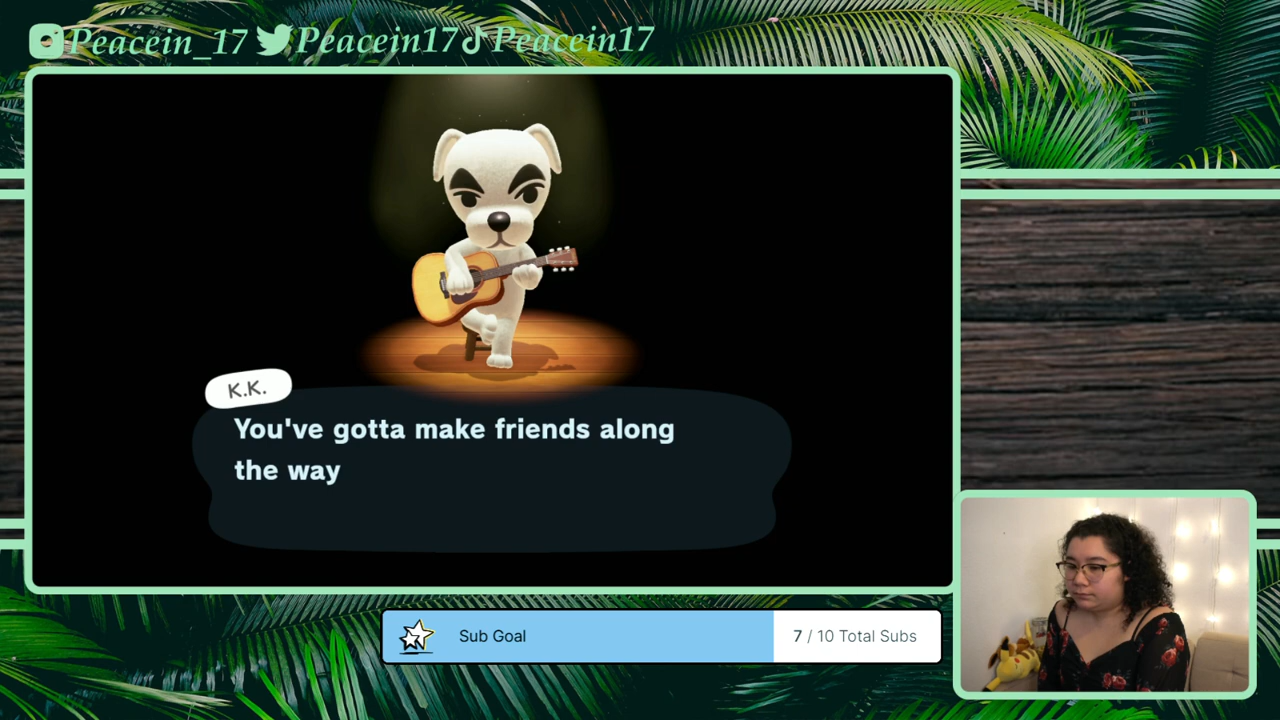 Peacein_17 Peacein17 Peacein17
K.K.
You've gotta make friends along
the way
Sub Goal
7 / 10 Total Subs